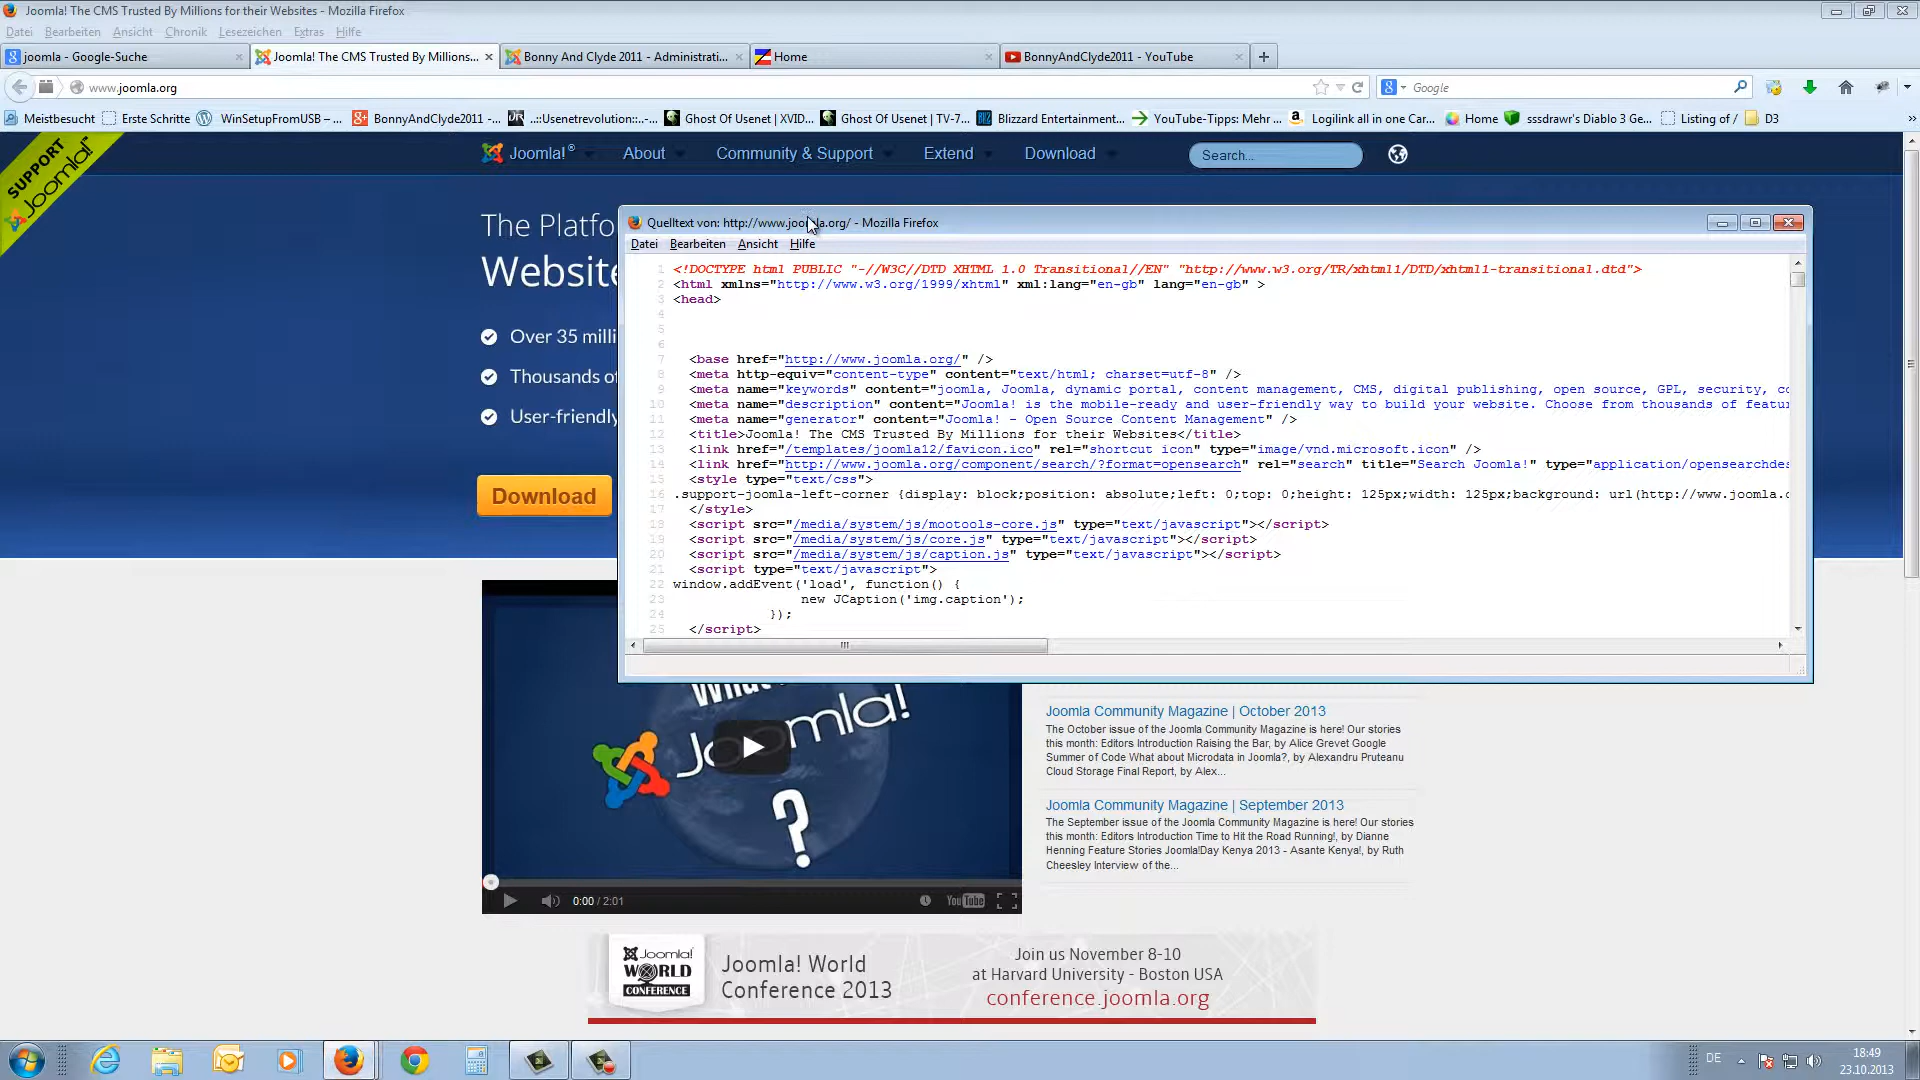 Joomla! The CMS Trusted By Millions for their Websites - Mozilla Firefox
Datei Bearbeiten Ansicht Chronik Lesezeichen Extras Hilfe
joomla - Google-Suche
Joomla! The CMS Trusted By Millions...
Bonny And Clyde 2011 - Administrati...
Home
BonnyAndClyde2011 - YouTube
www.joomla.org
Google
Meistbesucht Erste Schritte WinSetupFromUSB – ... BonnyAndClyde2011 -... ..::Usenetrevolution::..-... Ghost Of Usenet | XVID... Ghost Of Usenet | TV-7... Blizzard Entertainment... YouTube-Tipps: Mehr ... Logilink all in one Car... Home sssdrawr's Diablo 3 Ge... Listing of / D3
SUPPORT
Joomla!
Joomla!® About Community & Support Extend Download Search...
The Platfo
Website
Over 35 milli
Thousands of
User-friendly
Download
Quelltext von: http://www.joomla.org/ - Mozilla Firefox
Datei Bearbeiten Ansicht Hilfe
1 <!DOCTYPE html PUBLIC "-//W3C//DTD XHTML 1.0 Transitional//EN" "http://www.w3.org/TR/xhtml1/DTD/xhtml1-transitional.dtd">
2 <html xmlns="http://www.w3.org/1999/xhtml" xml:lang="en-gb" lang="en-gb" >
3 <head>
4
5
6
7 <base href="http://www.joomla.org/" />
8 <meta http-equiv="content-type" content="text/html; charset=utf-8" />
9 <meta name="keywords" content="joomla, Joomla, dynamic portal, content management, CMS, digital publishing, open source, GPL, security, co
10 <meta name="description" content="Joomla! is the mobile-ready and user-friendly way to build your website. Choose from thousands of featur
11 <meta name="generator" content="Joomla! - Open Source Content Management" />
12 <title>Joomla! The CMS Trusted By Millions for their Websites</title>
13 <link href="/templates/joomla12/favicon.ico" rel="shortcut icon" type="image/vnd.microsoft.icon" />
14 <link href="http://www.joomla.org/component/search/?format=opensearch" rel="search" title="Search Joomla!" type="application/opensearchdes
15 <style type="text/css">
16 .support-joomla-left-corner {display: block;position: absolute;left: 0;top: 0;height: 125px;width: 125px;background: url(http://www.joomla.o
17 </style>
18 <script src="/media/system/js/mootools-core.js" type="text/javascript"></script>
19 <script src="/media/system/js/core.js" type="text/javascript"></script>
20 <script src="/media/system/js/caption.js" type="text/javascript"></script>
21 <script type="text/javascript">
22 window.addEvent('load', function() {
23 new JCaption('img.caption');
24 });
25 </script>
Joomla!
?
0:00 / 2:01
YouTube
Joomla Community Magazine | October 2013
The October issue of the Joomla Community Magazine is here! Our stories
this month: Editors Introduction Raising the Bar, by Alice Grevet Google
Summer of Code What about Microdata in Joomla?, by Alexandru Pruteanu
Cloud Storage Final Report, by Alex...
Joomla Community Magazine | September 2013
The September issue of the Joomla Community Magazine is here! Our stories
this month: Editors Introduction Time to Hit the Road Running!, by Dianne
Henning Feature Stories Joomla!Day Kenya 2013 - Asante Kenya!, by Ruth
Cheesley Interview of the...
Joomla!
WORLD
CONFERENCE
Joomla! World
Conference 2013
Join us November 8-10
at Harvard University - Boston USA
conference.joomla.org
DE
18:49
23.10.2013